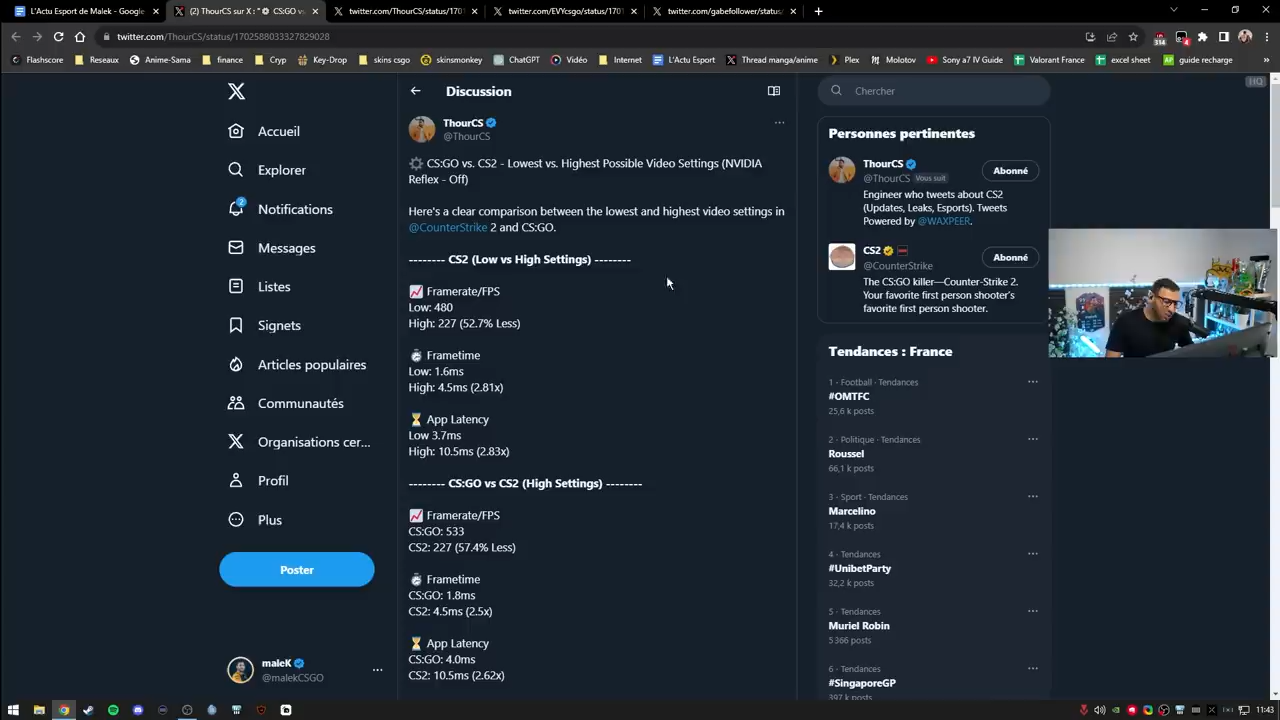 L'Actu Esport de Malek - Google
(2) ThourCS sur X : "⚙ CS:GO vs.
twitter.com/ThourCS/status/1701
twitter.com/EVYcsgo/status/1701
twitter.com/gabefollower/status/
twitter.com/ThourCS/status/1702588033327829028
314
4
Flashscore
Reseaux
Anime-Sama
finance
Cryp
Key-Drop
skins csgo
skinsmonkey
ChatGPT
Vidéo
Internet
L'Actu Esport
Thread manga/anime
Plex
Molotov
Sony a7 IV Guide
Valorant France
excel sheet
guide recharge
HQ
Accueil
Explorer
2
Notifications
Messages
Listes
Signets
Articles populaires
Communautés
Organisations cer...
Profil
Plus
Poster
maleK
@malekCSGO
Discussion
ThourCS
@ThourCS
⚙ CS:GO vs. CS2 - Lowest vs. Highest Possible Video Settings (NVIDIA
Reflex - Off)
Here's a clear comparison between the lowest and highest video settings in
@CounterStrike 2 and CS:GO.
-------- CS2 (Low vs High Settings) --------
📈 Framerate/FPS
Low: 480
High: 227 (52.7% Less)
⏱ Frametime
Low: 1.6ms
High: 4.5ms (2.81x)
⏳ App Latency
Low 3.7ms
High: 10.5ms (2.83x)
-------- CS:GO vs CS2 (High Settings) --------
📈 Framerate/FPS
CS:GO: 533
CS2: 227 (57.4% Less)
⏱ Frametime
CS:GO: 1.8ms
CS2: 4.5ms (2.5x)
⏳ App Latency
CS:GO: 4.0ms
CS2: 10.5ms (2.62x)
Chercher
Personnes pertinentes
ThourCS
@ThourCS Vous suit
Abonné
Engineer who tweets about CS2
(Updates, Leaks, Esports). Tweets
Powered by @WAXPEER.
CS2
@CounterStrike
Abonné
The CS:GO killer—Counter-Strike 2.
Your favorite first person shooter's
favorite first person shooter.
Tendances : France
1 · Football · Tendances
#OMTFC
25,6 k posts
2 · Politique · Tendances
Roussel
66,1 k posts
3 · Sport · Tendances
Marcelino
17,4 k posts
4 · Tendances
#UnibetParty
32,2 k posts
5 · Tendances
Muriel Robin
5 366 posts
6 · Tendances
#SingaporeGP
397 k posts
11:43